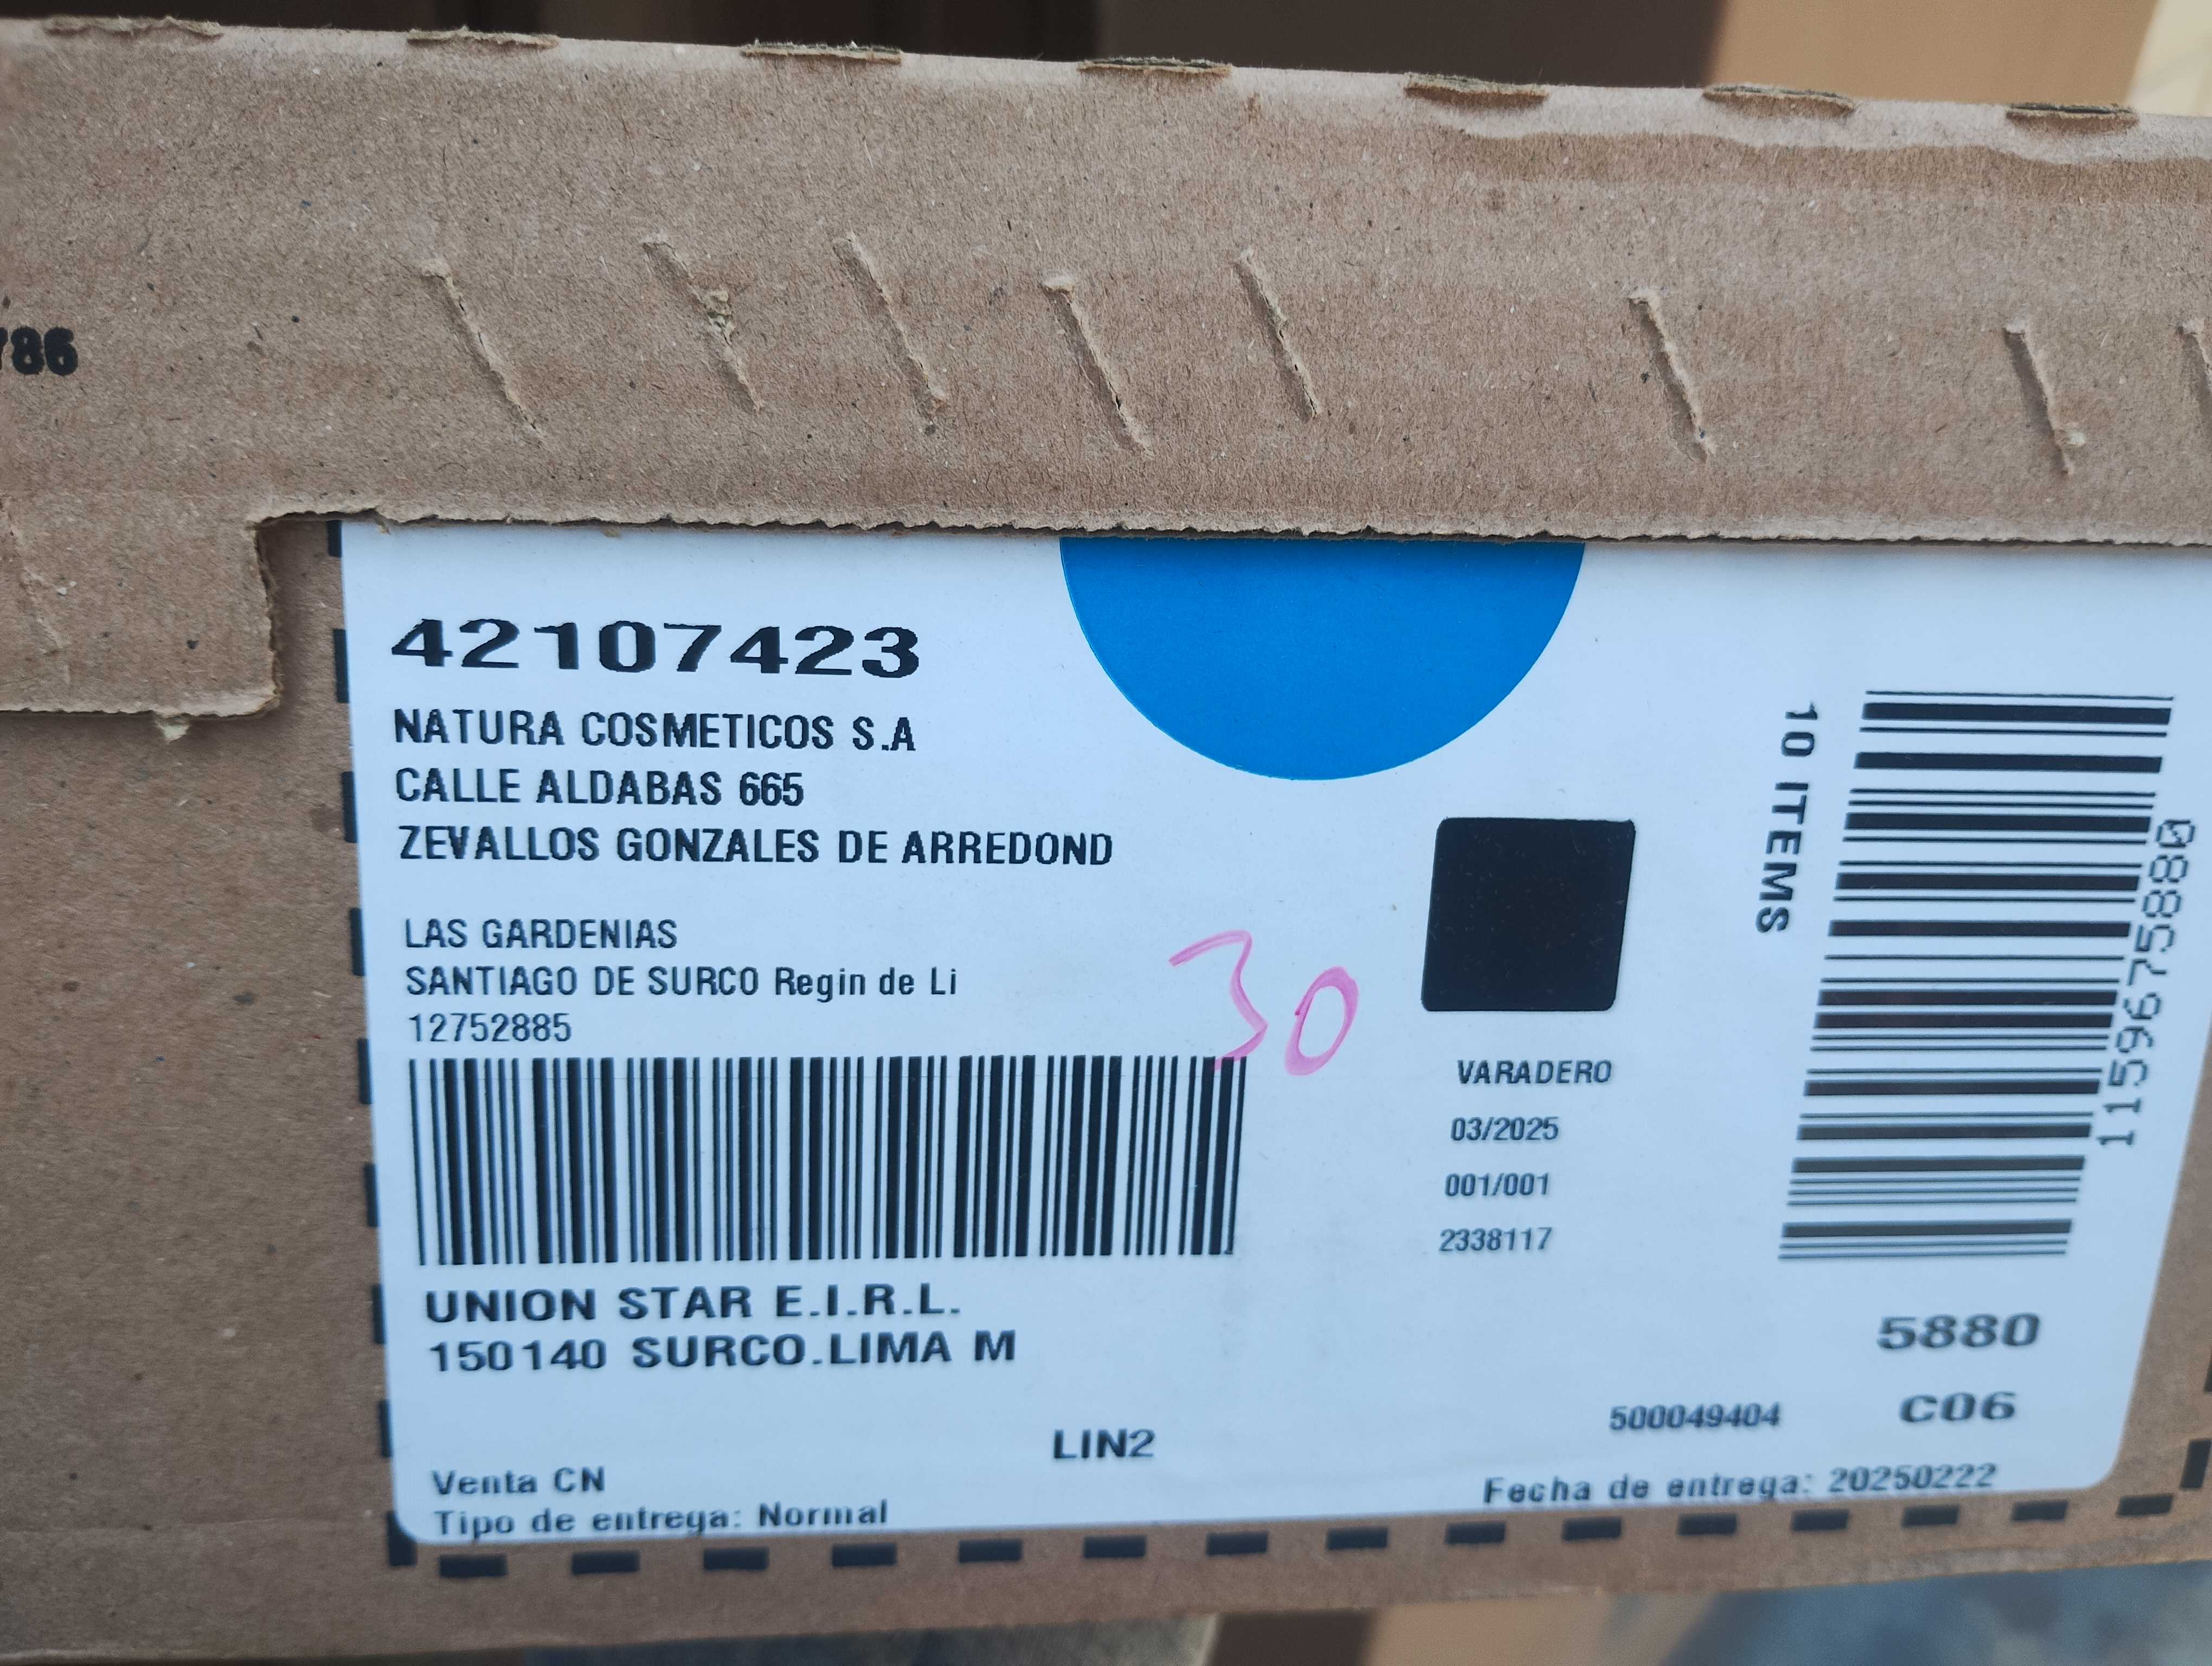 42107423
NATURA COSMETICOS S.A
CALLE ALDABAS 665
ZEVALLOS GONZALES DE ARREDOND
LAS GARDENIAS
SANTIAGO DE SURCO Regin de Li
12752885
30
UNION STAR E.I.R.L.
150140 SURCO.LIMA M
LIN2
Venta CN
Tipo de entrega: Normal
VARADERO
03/2025
001/001
2338117
10 ITEMS
1159675880
5880
500049404 C06
Fecha de entrega: 20250222